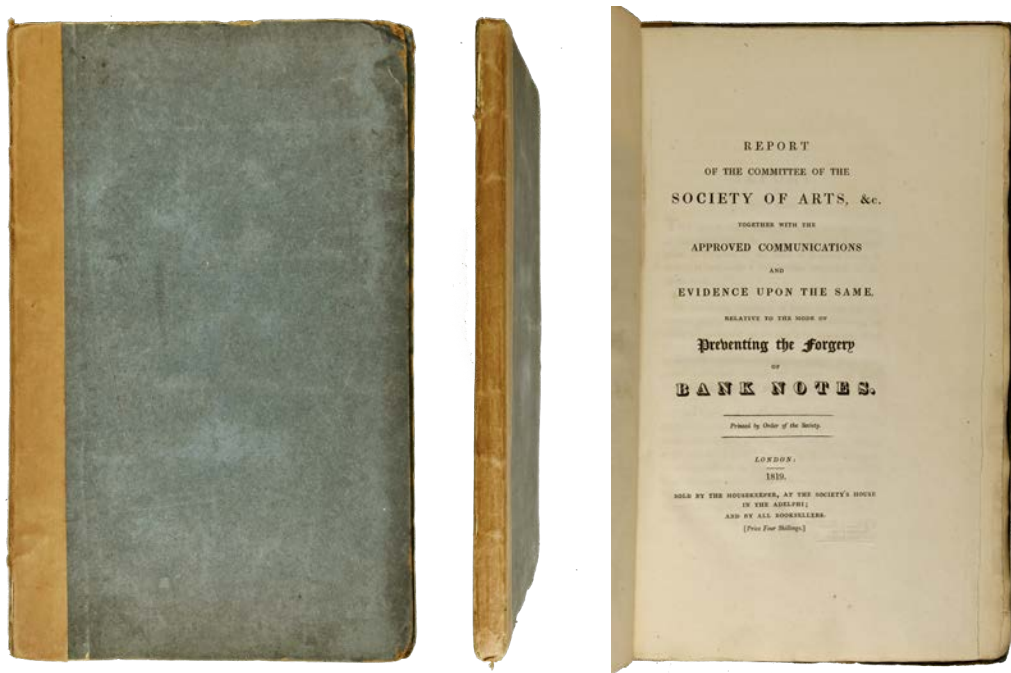 REPORT
OF THE COMMITTEE OF THE
SOCIETY OF ARTS, &c.
TOGETHER WITH THE
APPROVED COMMUNICATIONS
AND
EVIDENCE UPON THE SAME,
RELATIVE TO THE MODE OF
Preventing the Forgery
OF
BANK NOTES.
Printed by Order of the Society.
LONDON:
1819.
SOLD BY THE HOUSEKEEPER, AT THE SOCIETY'S HOUSE
IN THE ADELPHI;
AND BY ALL BOOKSELLERS.
[Price Four Shillings.]